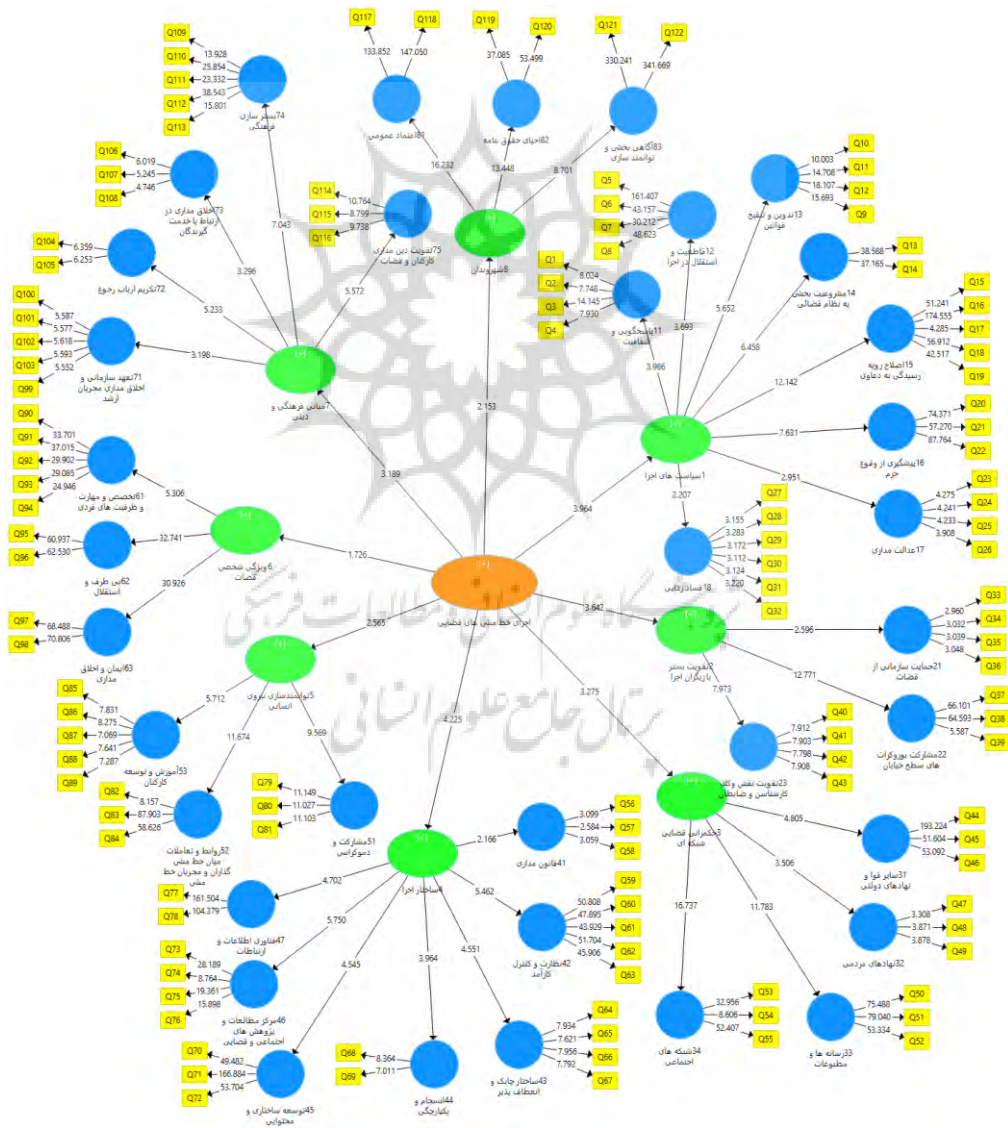 Q117
Q118
Q119
Q120
Q121
Q122
133.852
147.050
37.085
53.499
330.241
341.669
81اعتماد عمومی
82احیای حقوق عامه
83آگاهی بخشی و
توانمند سازی
16.232
13.448
8.701
[+]
8شهروندان
2.153
Q109
Q110
Q111
Q112
Q113
13.928
25.854
23.332
38.543
15.801
74بستر سازی
فرهنگی
7.043
Q106
Q107
Q108
6.019
5.245
4.746
73اخلاق مداری در
ارتباط با خدمت
گیرندگان
3.296
Q114
Q115
Q116
10.764
8.799
9.738
75تقویت دین مداری
کارکنان و قضات
5.572
Q104
Q105
6.359
6.253
72تکریم ارباب رجوع
5.233
Q100
Q101
Q102
Q103
Q99
5.587
5.577
5.618
5.593
5.552
71تعهد سازمانی و
اخلاق مداری مجریان
ارشد
3.198
[+]
7مبانی فرهنگی و
دینی
3.189
Q5
Q6
Q7
Q8
161.407
43.157
30.212
48.623
12قاطعیت و
استقلال در اجرا
3.693
Q1
Q2
Q3
Q4
8.024
7.748
14.145
7.930
11پاسخگویی و
شفافیت
3.986
Q10
Q11
Q12
Q9
10.003
14.708
18.107
15.693
13تدوین و تنقیح
قوانین
5.652
Q13
Q14
38.588
37.165
14مشروعیت بخشی
به نظام قضائی
6.458
Q15
Q16
Q17
Q18
Q19
51.241
174.555
4.285
56.912
42.517
15اصلاح رویه
رسیدگی به دعاوی
12.142
Q20
Q21
Q22
74.371
57.270
87.764
16پیشگیری از وقوع
جرم
7.631
Q23
Q24
Q25
Q26
4.275
4.241
4.233
3.908
17عدالت مداری
2.951
Q27
Q28
Q29
Q30
Q31
Q32
3.155
3.283
3.172
3.112
3.124
3.220
18فسادزدایی
2.207
[+]
1سیاست های اجرا
3.964
Q90
Q91
Q92
Q93
Q94
33.701
37.015
29.902
29.085
24.946
61تخصص و مهارت
و ظرفیت های فردی
5.306
Q95
Q96
60.937
62.530
62بی طرف و
استقلال
32.741
Q97
Q98
68.488
70.806
63ایمان و اخلاق
مداری
30.926
[+]
6ویژگی شخصی
قضات
1.726
[+]
اجرای خط مشی های قضایی
پژوهشگاه علوم انسانی و مطالعات فرهنگی
پرتال جامع علوم انسانی
Q33
Q34
Q35
Q36
2.960
3.032
3.039
3.048
21حمایت سازمانی از
قضات
2.596
Q37
Q38
Q39
66.101
64.593
5.587
22مشارکت بوروکرات
های سطح خیابان
12.771
Q40
Q41
Q42
Q43
7.912
7.903
7.798
7.908
23تقویت نقش وکلا،
کارشناسن و ضابطان
7.973
[+]
2تقویت بستر
بازیگران اجرا
3.642
Q85
Q86
Q87
Q88
Q89
7.831
8.275
7.069
7.641
7.287
53آموزش و توسعه
کارکنان
5.712
Q82
Q83
Q84
8.157
87.903
58.626
52روابط و تعاملات
میان خط مشی
گذاران و مجریان خط
مشی
11.674
Q79
Q80
Q81
11.149
11.027
11.103
51مشارکت و
دموکراسی
9.569
[+]
5توانمندسازی نیروی
انسانی
2.565
Q44
Q45
Q46
193.224
51.604
53.092
31سایر قوا و
نهادهای دولتی
4.805
Q47
Q48
Q49
3.308
3.871
3.878
32نهادهای مردمی
3.506
Q50
Q51
Q52
75.488
79.040
53.334
33رسانه ها و
مطبوعات
11.783
Q53
Q54
Q55
32.956
8.606
52.407
34شبکه های
اجتماعی
16.737
[+]
3حکمرانی قضایی
شبکه ای
3.275
Q56
Q57
Q58
3.099
2.584
3.059
41قانون مداری
2.166
Q59
Q60
Q61
Q62
Q63
50.808
47.895
43.929
51.704
45.906
42نظارت و کنترل
کارآمد
5.462
Q64
Q65
Q66
Q67
7.934
7.621
7.956
7.792
43ساختار چابک و
انعطاف پذیر
4.551
Q68
Q69
8.364
7.011
44انسجام و
یکپارچگی
3.964
Q70
Q71
Q72
49.482
166.884
53.704
45توسعه ساختاری و
محتوایی
4.545
Q73
Q74
Q75
Q76
28.189
8.764
19.361
15.898
46مرکز مطالعات و
پژوهش های
اجتماعی و قضایی
5.750
Q77
Q78
161.504
104.379
47فناوری اطلاعات و
ارتباطات
4.702
[+]
4ساختار اجرا
4.225